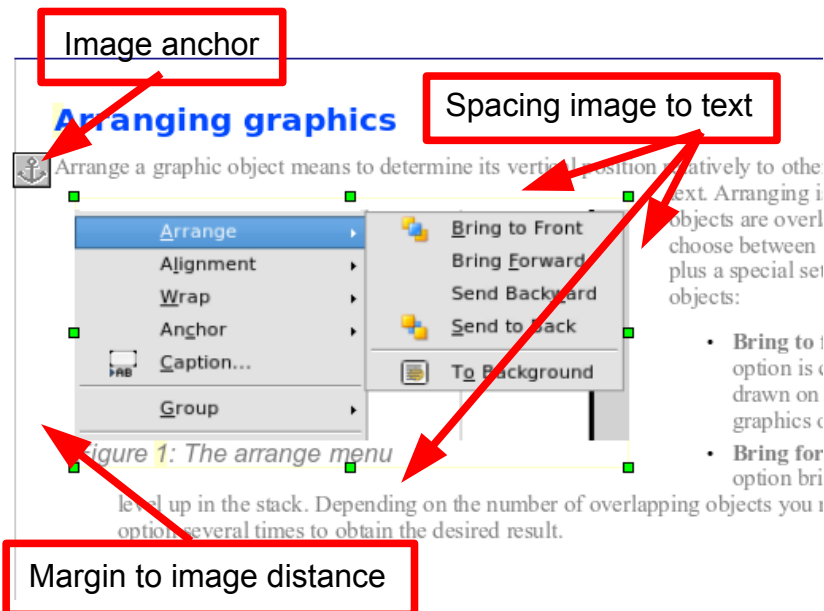 Image anchor
Spacing image to text
Arranging graphics
Arrange a graphic object means to determine its vertical position relatively to othe
text. Arranging is
objects are overl
choose between
plus a special set
objects:
Arrange
Alignment
Wrap
Anchor
AB Caption...
Group
Bring to Front
Bring Forward
Send Backward
Send to Back
To Background
• Bring to f
option is c
drawn on
graphics o
Figure 1: The arrange menu
• Bring for
option bri
level up in the stack. Depending on the number of overlapping objects you
option several times to obtain the desired result.
Margin to image distance